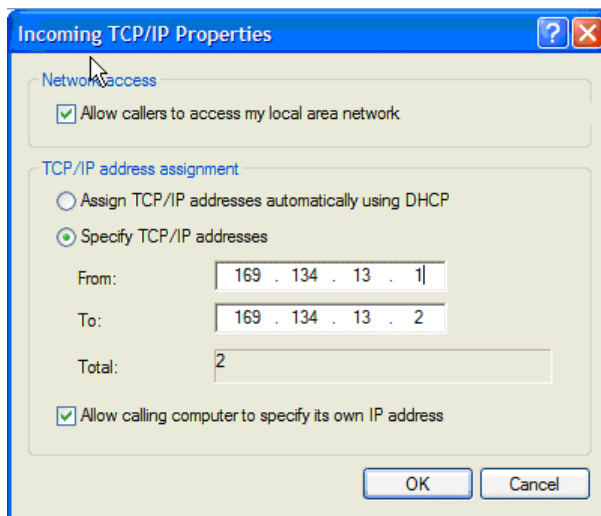 Incoming TCP/IP Properties
Network access
Allow callers to access my local area network
TCP/IP address assignment
Assign TCP/IP addresses automatically using DHCP
Specify TCP/IP addresses
From: 169 . 134 . 13 . 1
To: 169 . 134 . 13 . 2
Total: 2
Allow calling computer to specify its own IP address
OK Cancel